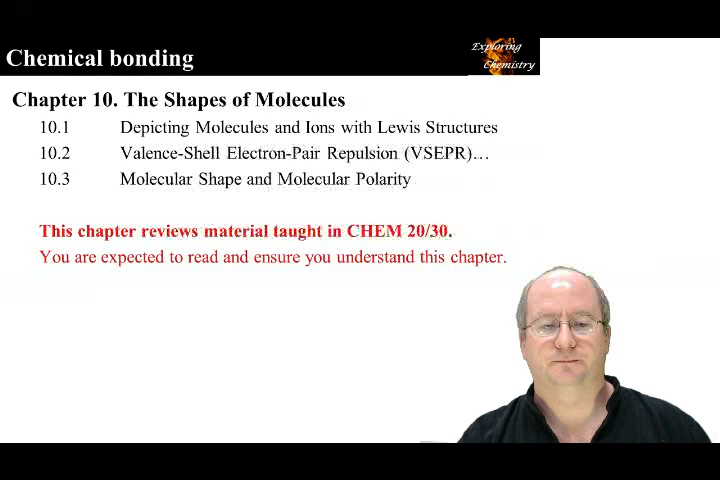 Chemical bonding
Exploring
Chemistry
Chapter 10. The Shapes of Molecules
10.1 Depicting Molecules and Ions with Lewis Structures
10.2 Valence-Shell Electron-Pair Repulsion (VSEPR)…
10.3 Molecular Shape and Molecular Polarity
This chapter reviews material taught in CHEM 20/30.
You are expected to read and ensure you understand this chapter.